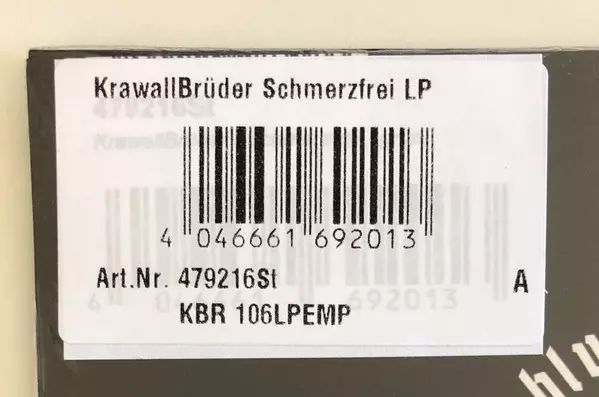 KrawallBrüder Schmerzfrei LP
4 046661 692013
Art.Nr. 479216St
A
KBR 106LPEMP